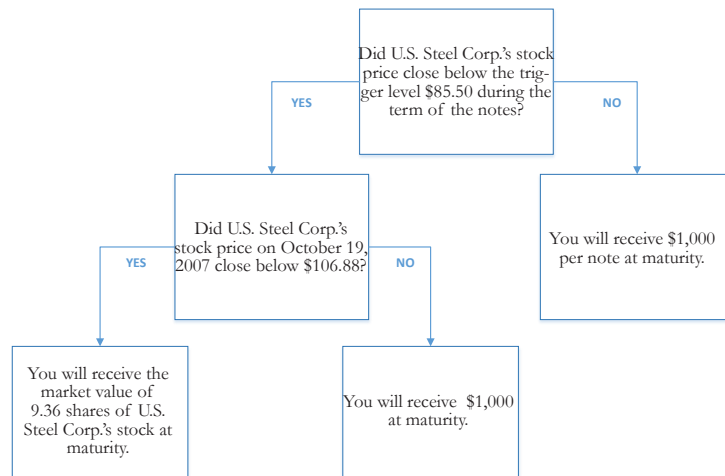 Did U.S. Steel Corp.'s stock
price close below the trig-
ger level $85.50 during the
term of the notes?
YES
NO
Did U.S. Steel Corp.'s
stock price on October 19,
2007 close below $106.88?
You will receive $1,000
per note at maturity.
YES
NO
You will receive the
market value of
9.36 shares of U.S.
Steel Corp.'s stock at
maturity.
You will receive $1,000
at maturity.